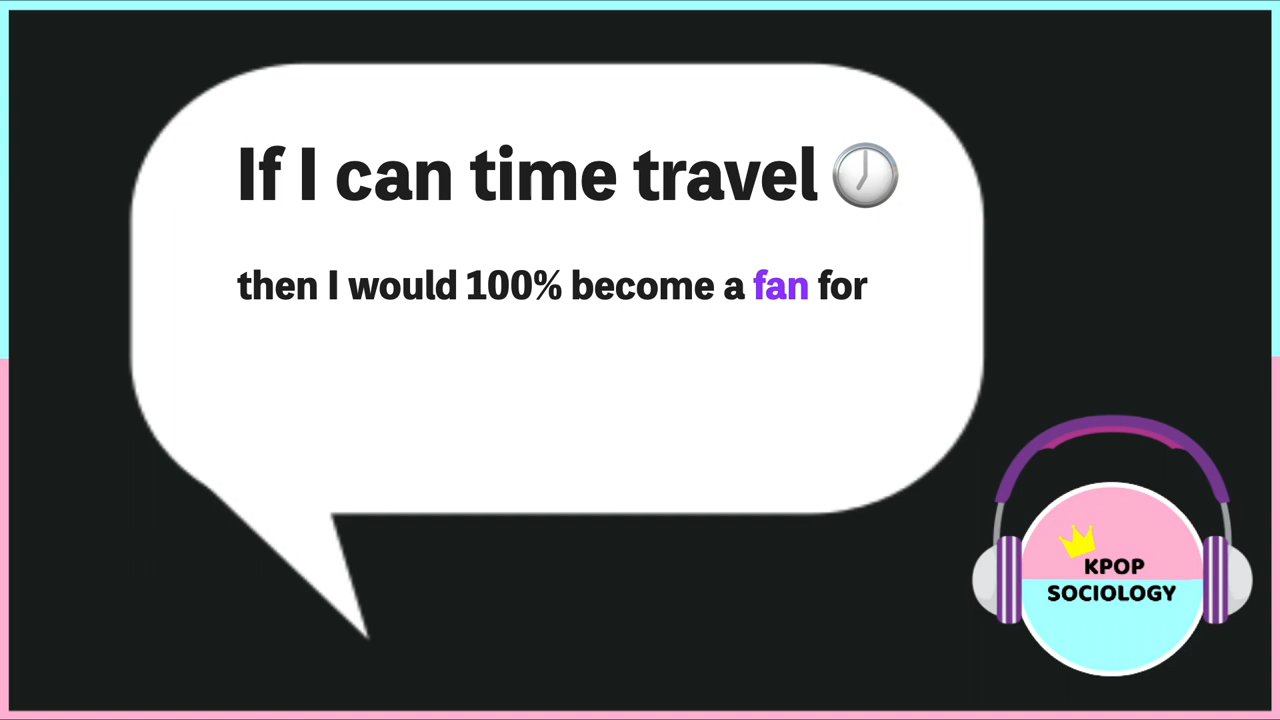 If I can time travel 🕖
then I would 100% become a fan for
KPOP
SOCIOLOGY